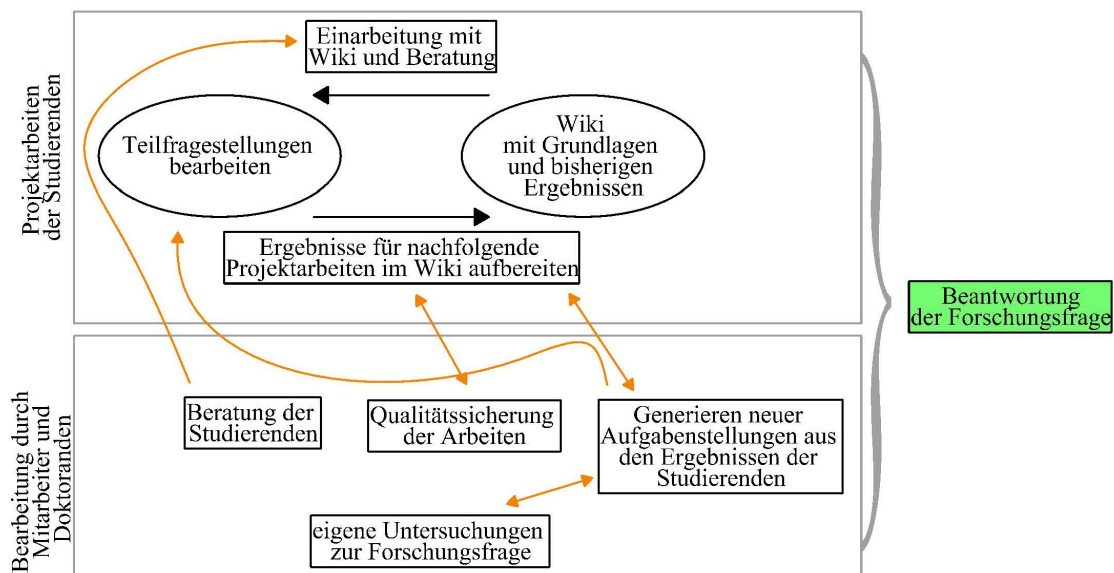 Projektarbeiten
der Studierenden
Einarbeitung mit
Wiki und Beratung
Teilfragestellungen
bearbeiten
Wiki
mit Grundlagen
und bisherigen
Ergebnissen
Ergebnisse für nachfolgende
Projektarbeiten im Wiki aufbereiten
Beantwortung
der Forschungsfrage
Bearbeitung durch
Mitarbeiter und
Doktoranden
Beratung der
Studierenden
Qualitätssicherung
der Arbeiten
Generieren neuer
Aufgabenstellungen aus
den Ergebnissen der
Studierenden
eigene Untersuchungen
zur Forschungsfrage